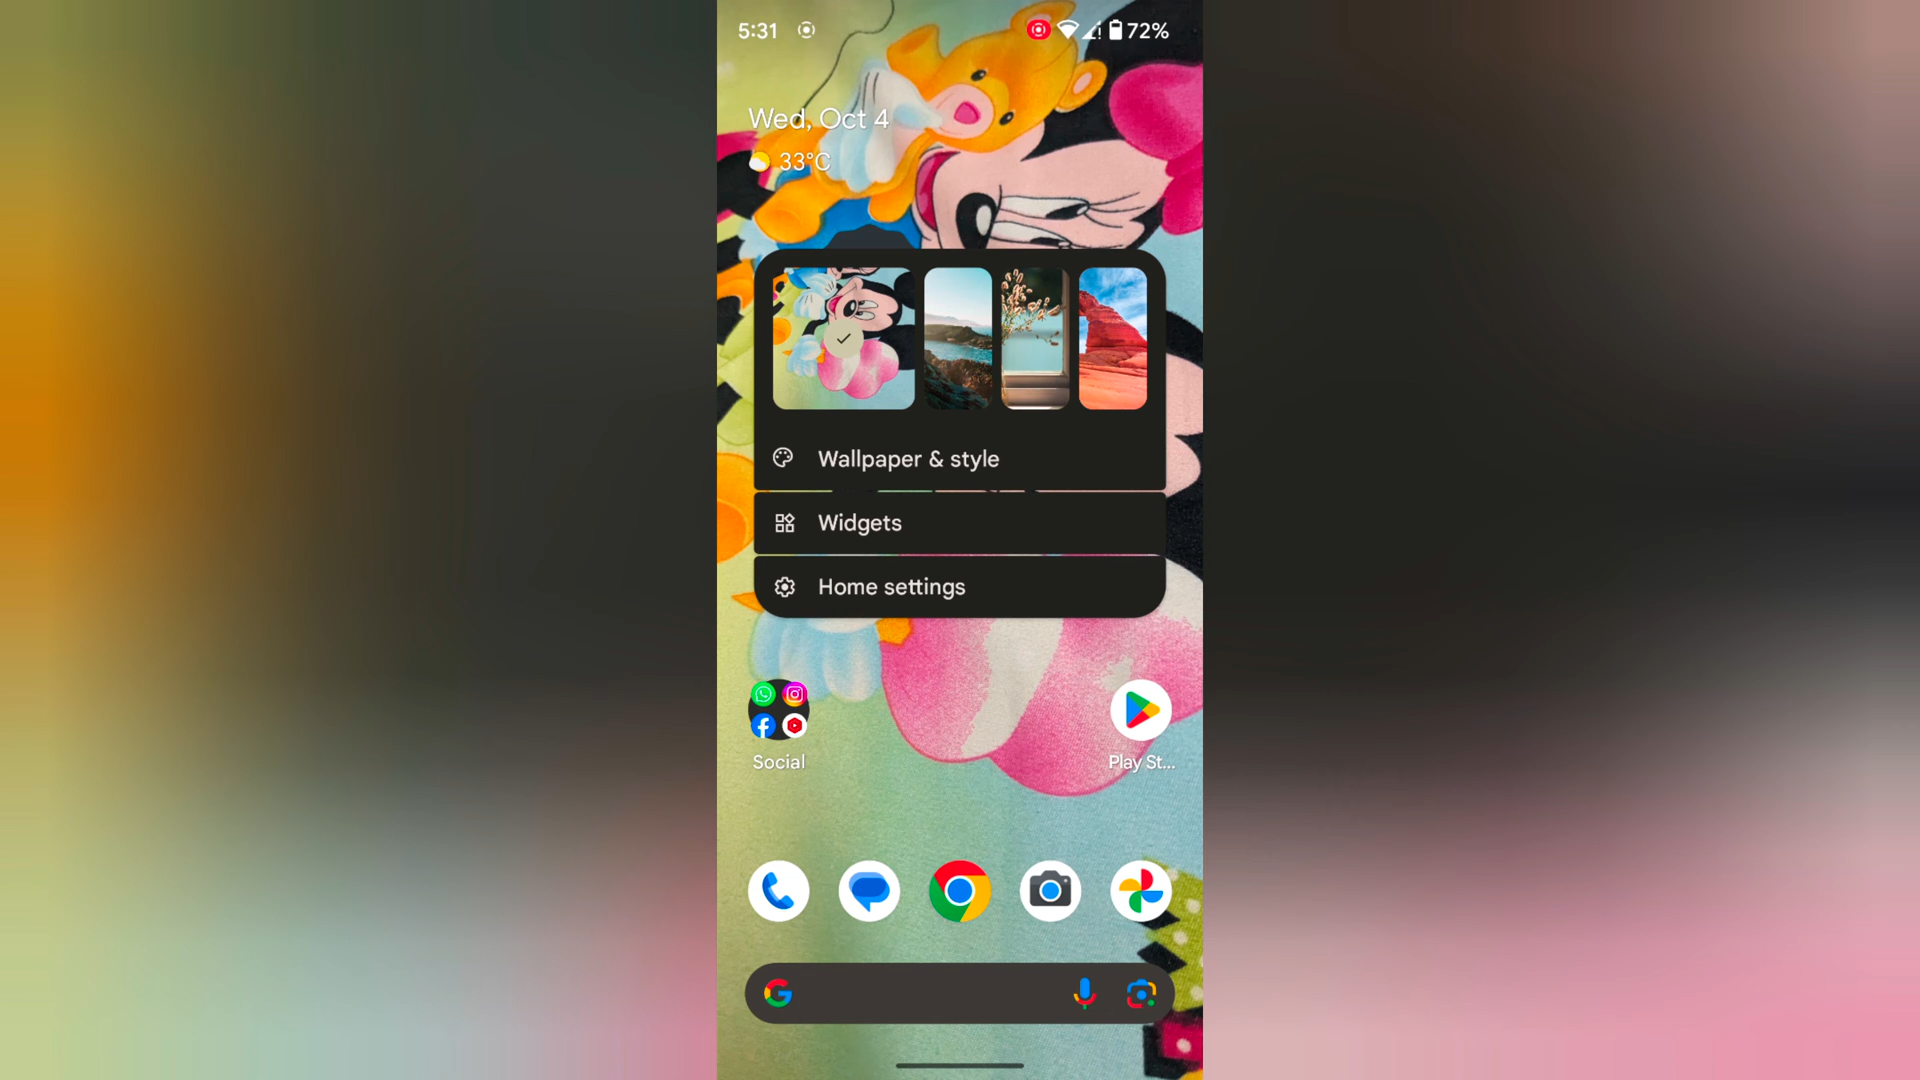 5:31
72%
Wed, Oct 4
33°C
Wallpaper & style
Widgets
Home settings
Social
Play St...